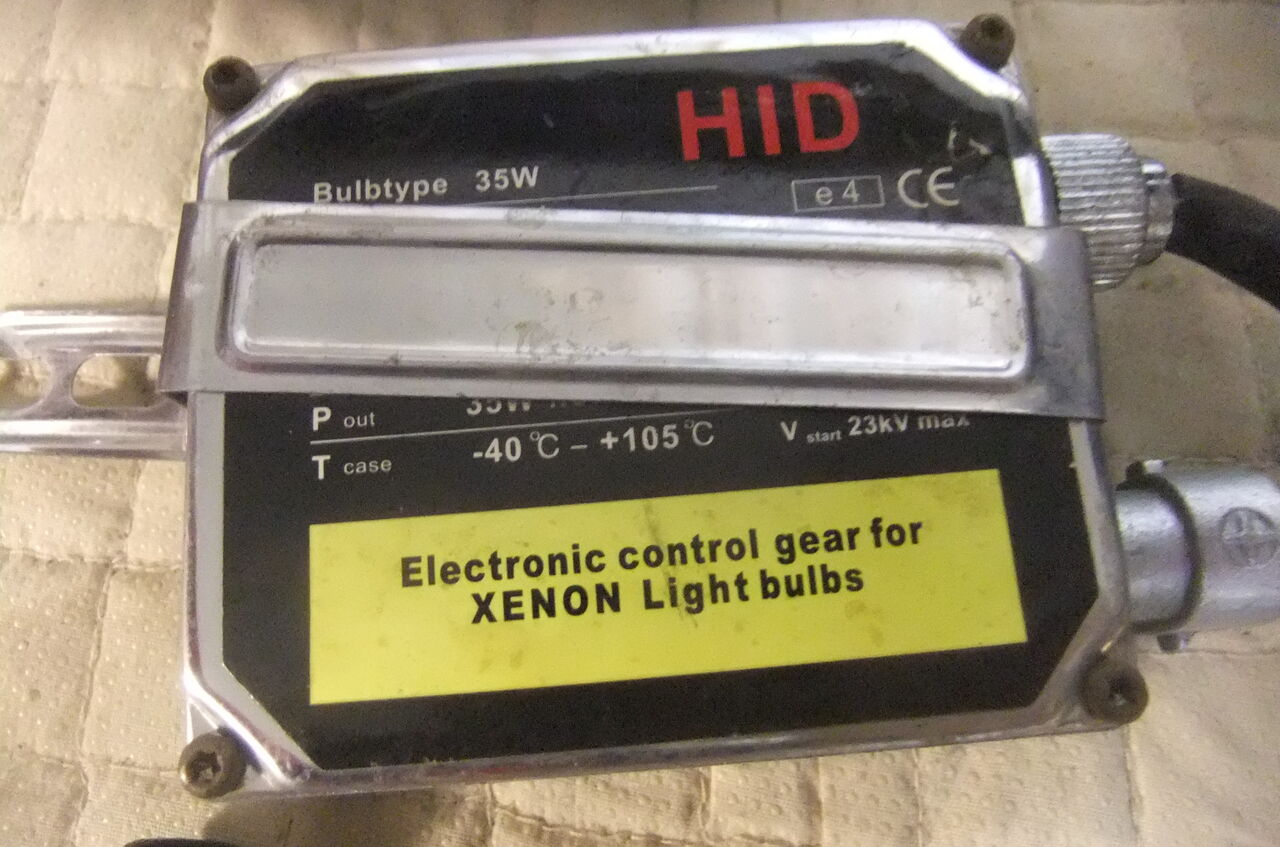 HID
Bulbtype 35W
e4 CE
P out 35W
T case -40°C – +105°C V start 23kV max
Electronic control gear for
XENON Light bulbs